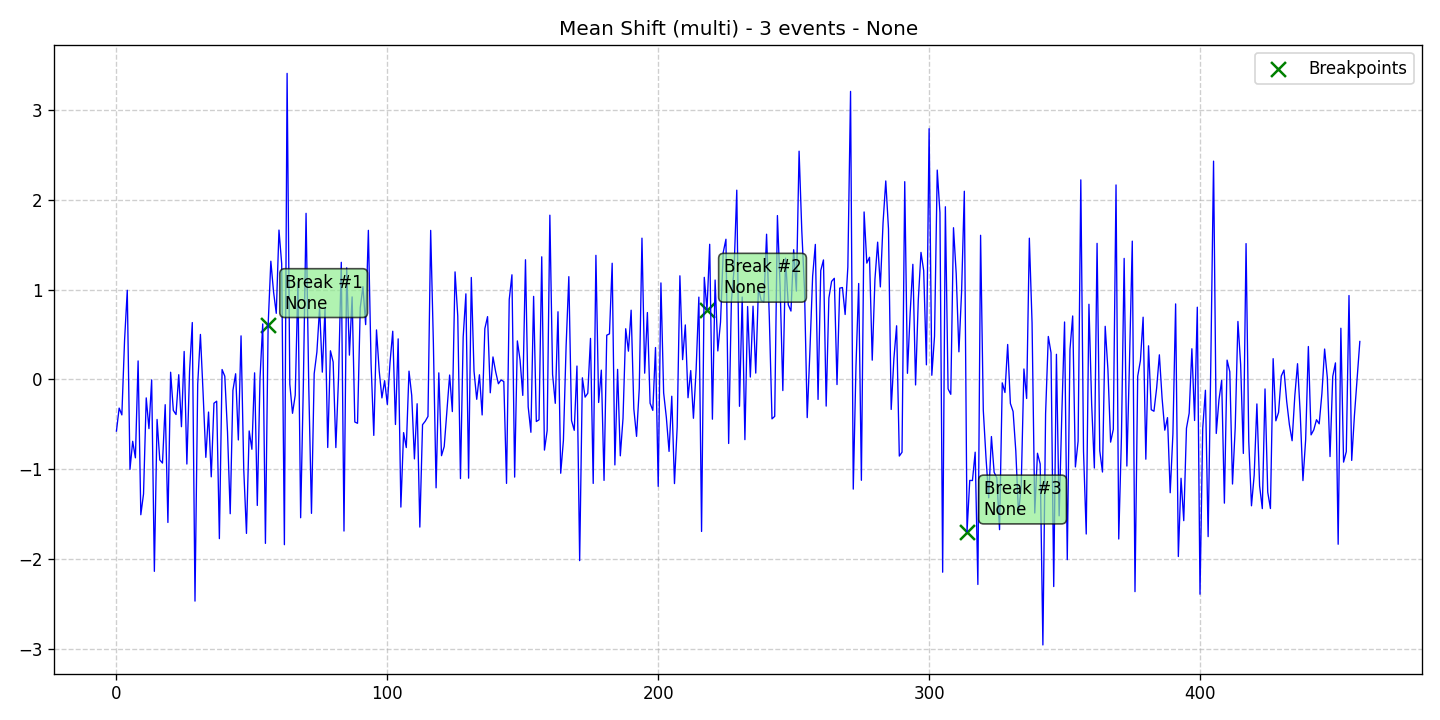 Mean Shift (multi) - 3 events - None
Breakpoints
3
2
1
0
−1
−2
−3
Break #1
None
Break #2
None
Break #3
None
0
100
200
300
400